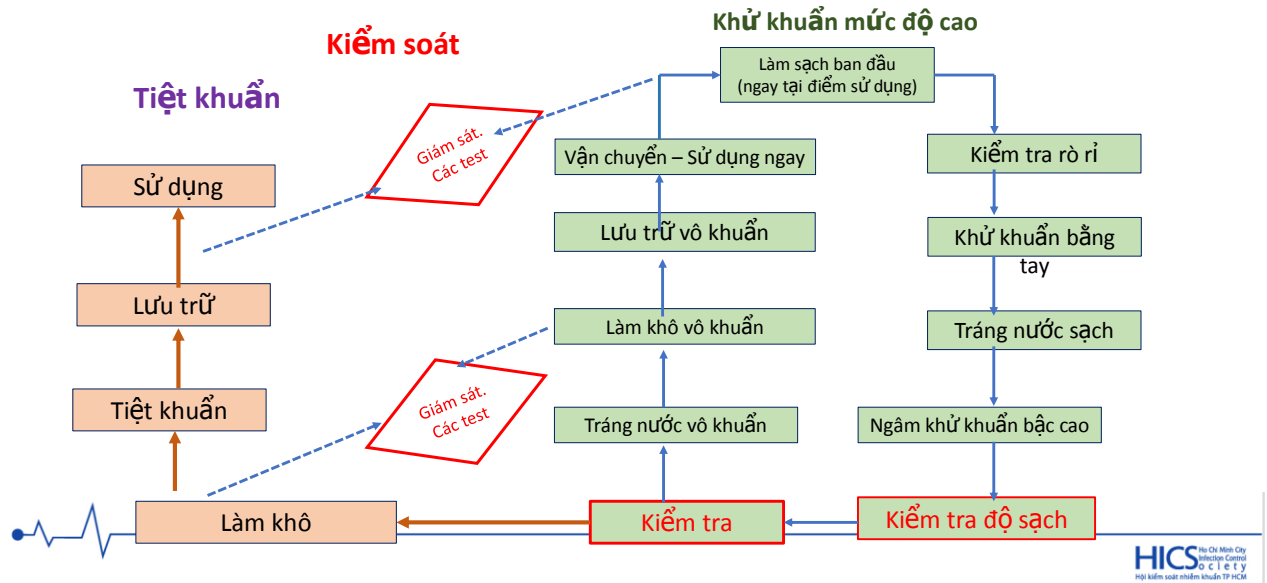 Khử khuẩn mức độ cao
Kiểm soát
Tiệt khuẩn
Làm sạch ban đầu
(ngay tại điểm sử dụng)
Giám sát.
Các test
Vận chuyển – Sử dụng ngay
Kiểm tra rò rỉ
Sử dụng
Lưu trữ vô khuẩn
Khử khuẩn bằng
tay
Lưu trữ
Làm khô vô khuẩn
Tráng nước sạch
Giám sát.
Các test
Tiệt khuẩn
Tráng nước vô khuẩn
Ngâm khử khuẩn bậc cao
Làm khô
Kiểm tra
Kiểm tra độ sạch
HICS Ho Chi Minh City
Infection Control
ociety
Hội kiểm soát nhiễm khuẩn TP HCM